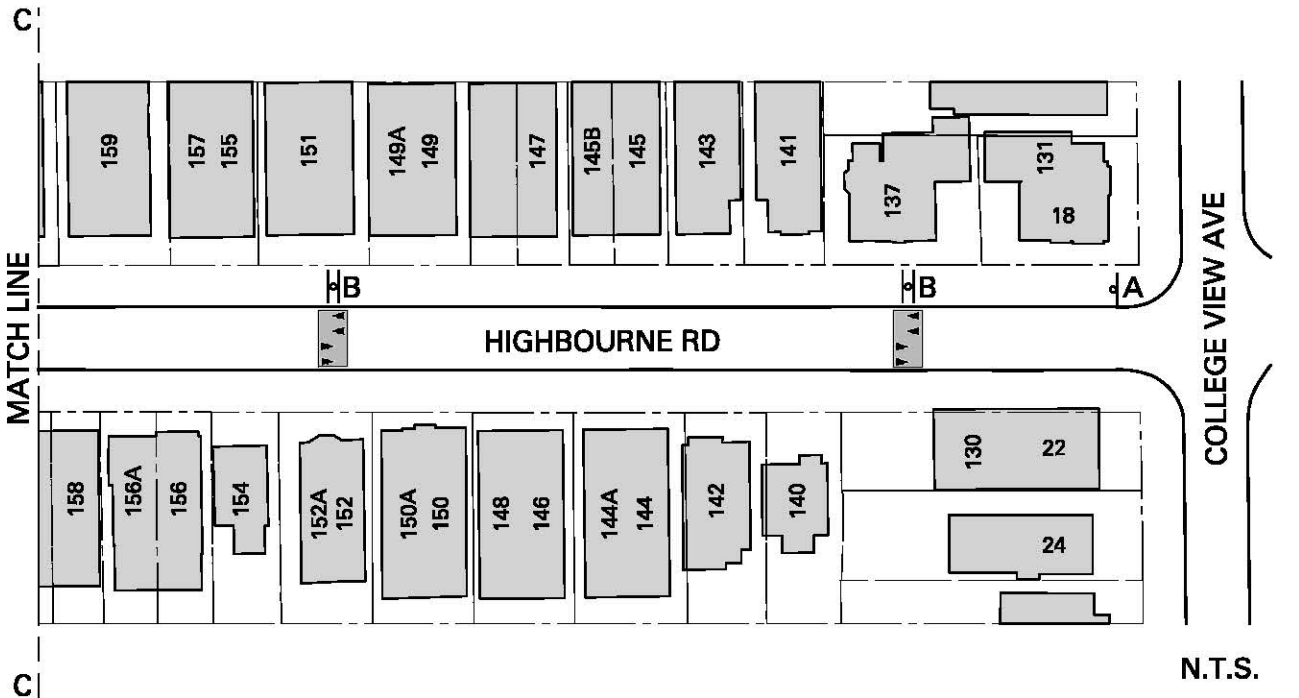 C
159
157
155
151
149A
149
147
145B
145
143
141
137
131
18
B
B
A
MATCH LINE
HIGHBOURNE RD
COLLEGE VIEW AVE
158
156A
156
154
152A
152
150A
150
148
146
144A
144
142
140
130
22
24
C
N.T.S.